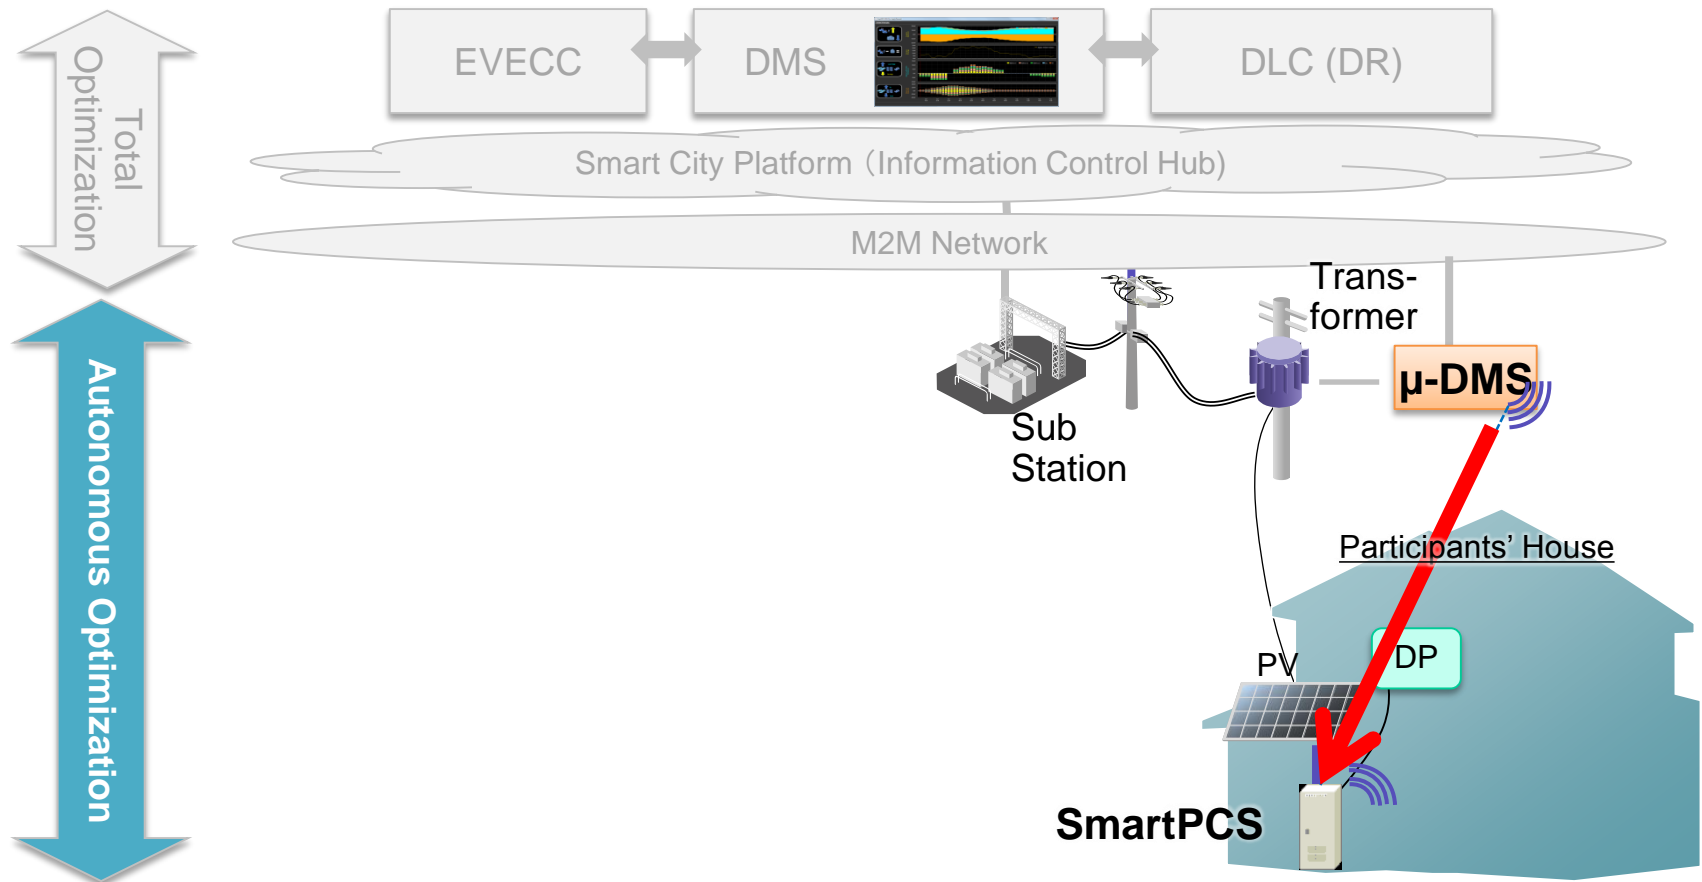 Total
Optimization
EVECC
DMS
DLC (DR)
Smart City Platform（Information Control Hub)
M2M Network
Autonomous Optimization
Trans-
former
µ-DMS
Sub
Station
Participants’ House
PV
DP
SmartPCS